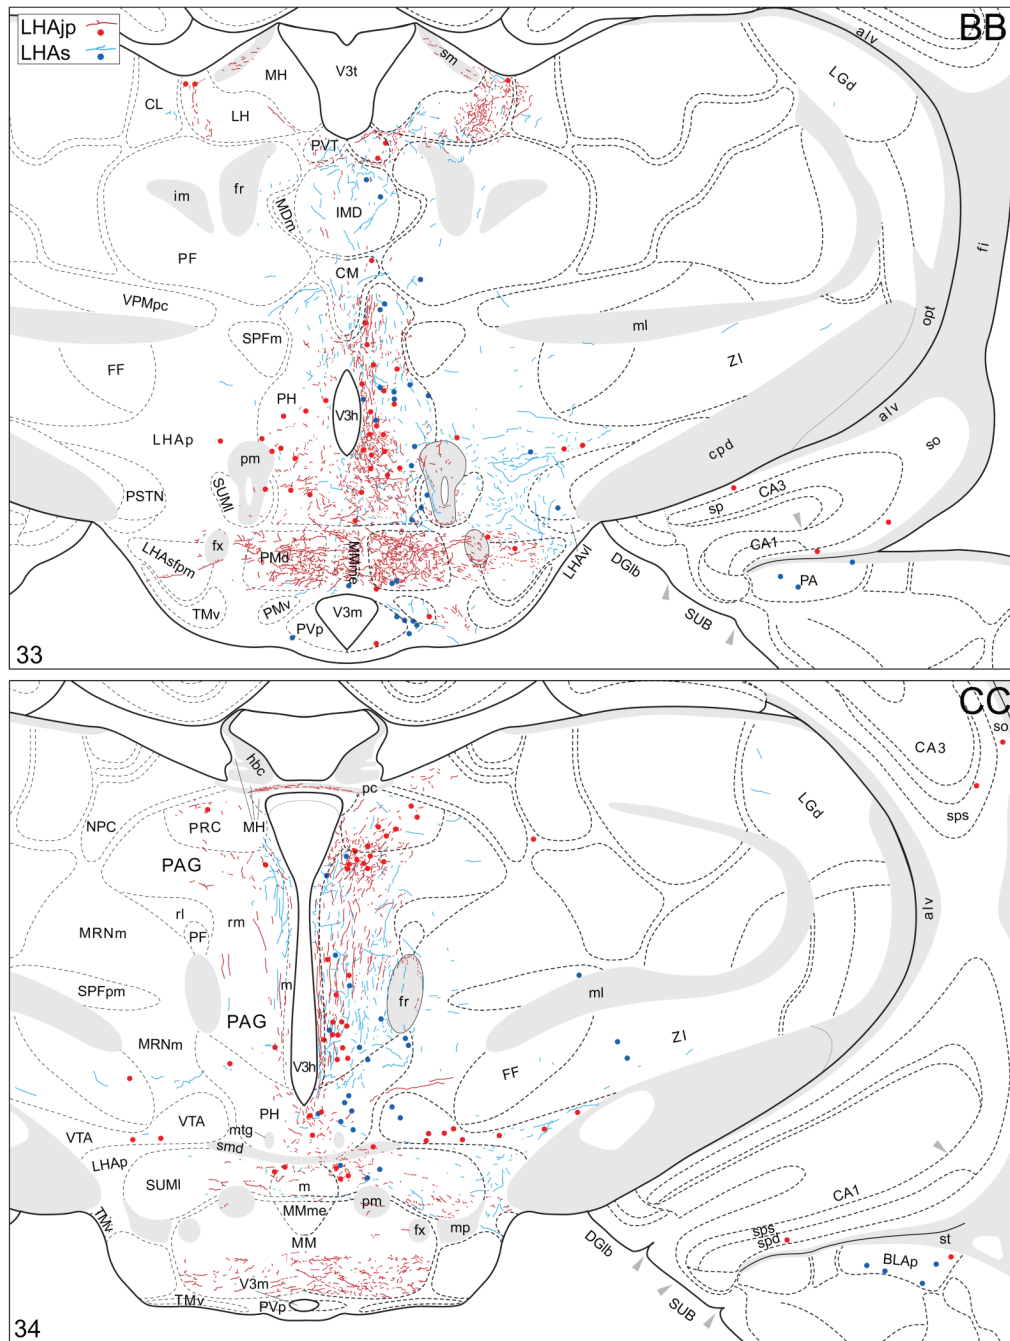 LHAjp
LHAs
BB
alv
sm
V3t
MH
LGd
CL
LH
PVT
fr
im
MDm
IMD
PF
CM
fi
VPMpc
opt
SPFm
ml
ZI
FF
PH
V3h
alv
LHAp
cpd
so
pm
CA3
PSTN
SUMl
sp
fx
CA1
LHAsfpm
PMd
MMme
LHAvl
DGlb
PA
TMv
PMv
V3m
SUB
PVp
33
CC
so
hbc
CA3
pc
LGd
sps
NPC
PRC
MH
PAG
alv
rl
rm
MRNm
PF
SPFpm
m
fr
ml
PAG
ZI
MRNm
V3h
FF
PH
VTA
mtg
VTA
smd
LHAp
SUMl
m
CA1
pm
MMme
TMv
fx
mp
sps
MM
spd
st
DGlb
BLAp
V3m
TMv
PVp
SUB
34